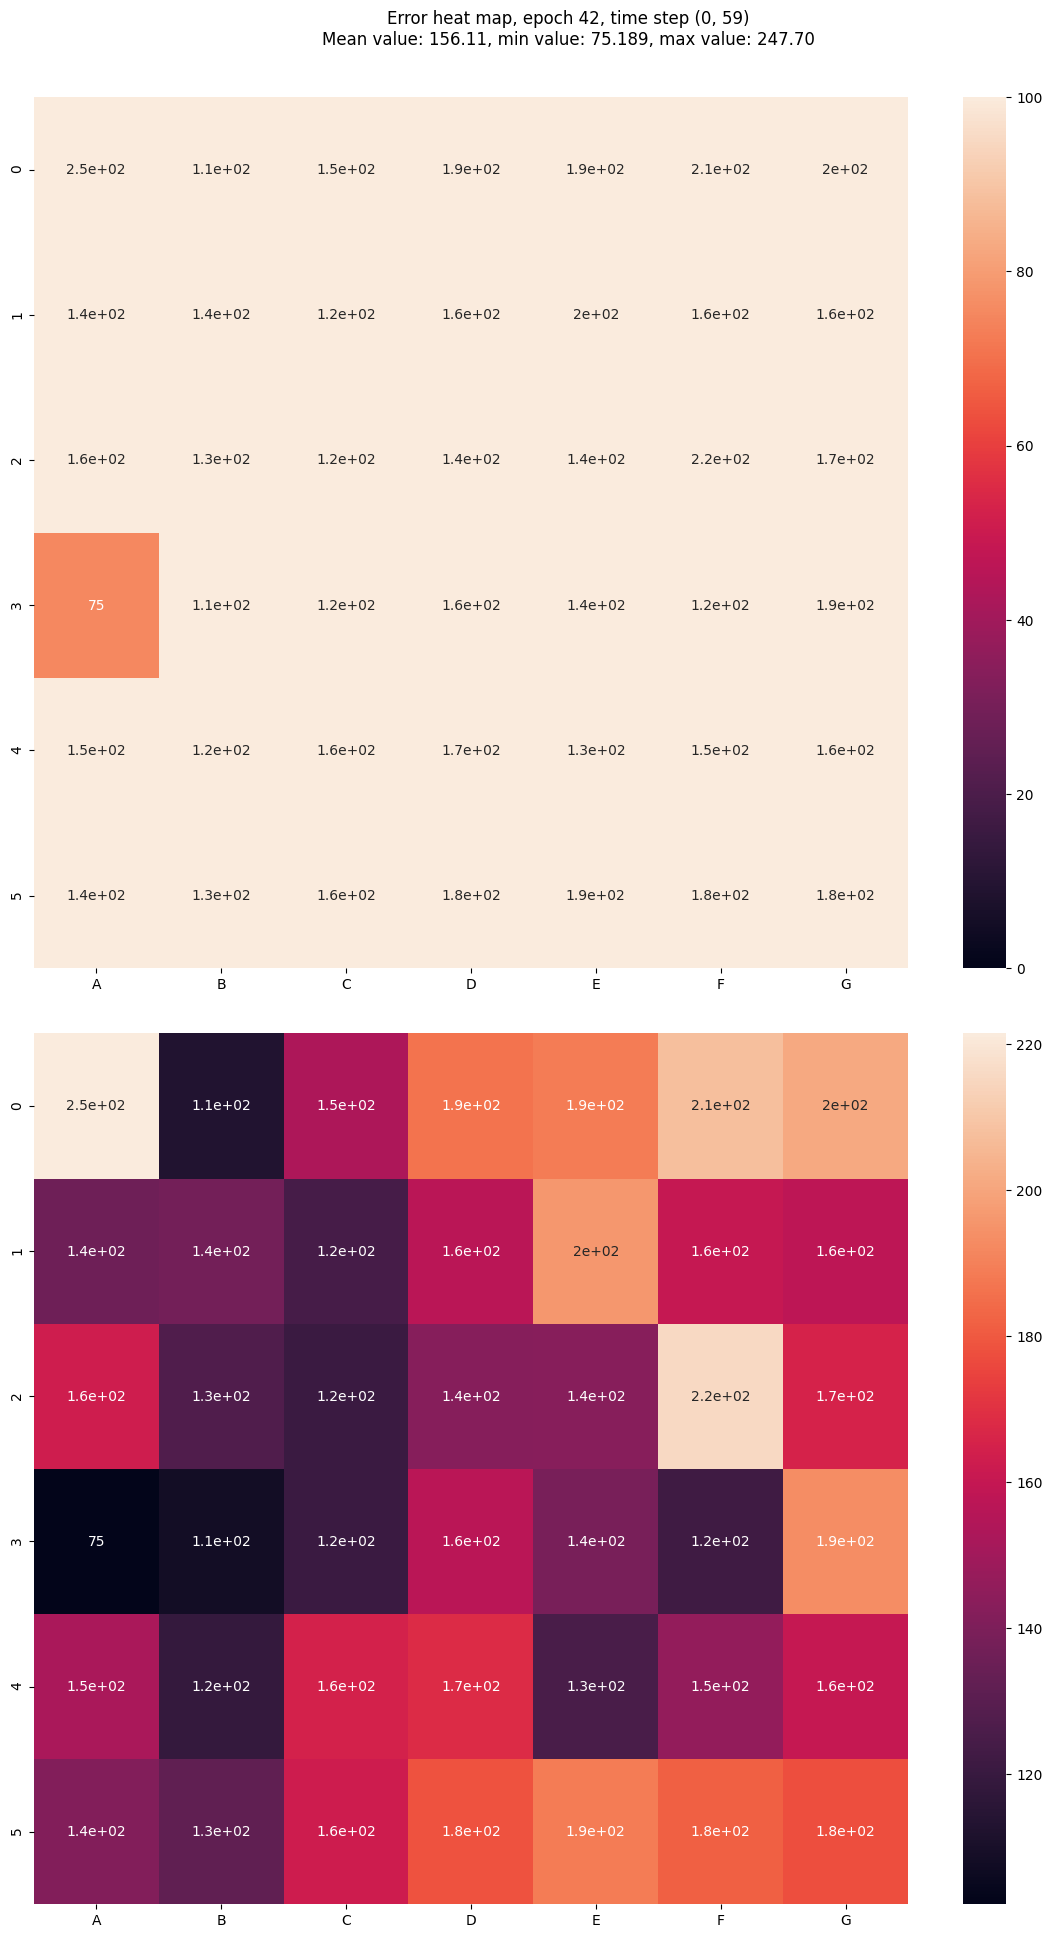 Error heat map, epoch 42, time step (0, 59)
Mean value: 156.11, min value: 75.189, max value: 247.70
100
0 2.5e+02 1.1e+02 1.5e+02 1.9e+02 1.9e+02 2.1e+02 2e+02
80
1 1.4e+02 1.4e+02 1.2e+02 1.6e+02 2e+02 1.6e+02 1.6e+02
60
2 1.6e+02 1.3e+02 1.2e+02 1.4e+02 1.4e+02 2.2e+02 1.7e+02
3 75 1.1e+02 1.2e+02 1.6e+02 1.4e+02 1.2e+02 1.9e+02
40
4 1.5e+02 1.2e+02 1.6e+02 1.7e+02 1.3e+02 1.5e+02 1.6e+02
20
5 1.4e+02 1.3e+02 1.6e+02 1.8e+02 1.9e+02 1.8e+02 1.8e+02
0
A B C D E F G
220
0 2.5e+02 1.1e+02 1.5e+02 1.9e+02 1.9e+02 2.1e+02 2e+02
200
1 1.4e+02 1.4e+02 1.2e+02 1.6e+02 2e+02 1.6e+02 1.6e+02
180
2 1.6e+02 1.3e+02 1.2e+02 1.4e+02 1.4e+02 2.2e+02 1.7e+02
160
3 75 1.1e+02 1.2e+02 1.6e+02 1.4e+02 1.2e+02 1.9e+02
140
4 1.5e+02 1.2e+02 1.6e+02 1.7e+02 1.3e+02 1.5e+02 1.6e+02
120
5 1.4e+02 1.3e+02 1.6e+02 1.8e+02 1.9e+02 1.8e+02 1.8e+02
A B C D E F G